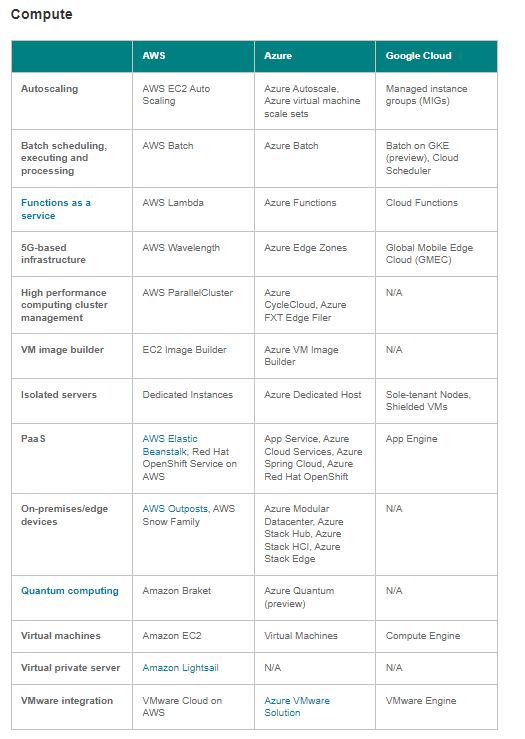 Compute
AWS Azure Google Cloud
Autoscaling AWS EC2 Auto Azure Autoscale, Managed instance
Scaling Azure virtual machine groups (MIGs)
scale sets
Batch scheduling, AWS Batch Azure Batch Batch on GKE
executing and (preview), Cloud
processing Scheduler
Functions as a AWS Lambda Azure Functions Cloud Functions
service
5G-based AWS Wavelength Azure Edge Zones Global Mobile Edge
infrastructure Cloud (GMEC)
High performance AWS ParallelCluster Azure N/A
computing cluster CycleCloud, Azure
management FXT Edge Filer
VM image builder EC2 Image Builder Azure VM Image N/A
Builder
Isolated servers Dedicated Instances Azure Dedicated Host Sole-tenant Nodes,
Shielded VMs
PaaS AWS Elastic App Service, Azure App Engine
Beanstalk, Red Hat Cloud Services, Azure
OpenShift Service on Spring Cloud, Azure
AWS Red Hat OpenShift
On-premises/edge AWS Outposts, AWS Azure Modular N/A
devices Snow Family Datacenter, Azure
Stack Hub, Azure
Stack HCI, Azure
Stack Edge
Quantum computing Amazon Braket Azure Quantum N/A
(preview)
Virtual machines Amazon EC2 Virtual Machines Compute Engine
Virtual private server Amazon Lightsail N/A N/A
VMware integration VMware Cloud on Azure VMware VMware Engine
AWS Solution